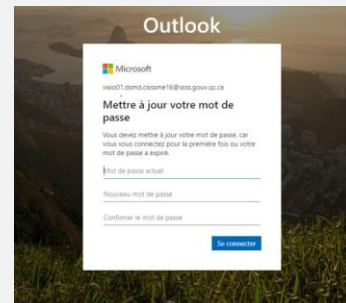 Outlook
Microsoft
visio01.dsmd.cisssme16@ssss.gouv.qc.ca
Mettre à jour votre mot de
passe
Vous devez mettre à jour votre mot de passe, car
vous vous connectez pour la première fois ou votre
mot de passe a expiré.
Mot de passe actuel
Nouveau mot de passe
Confirmer le mot de passe
Se connecter